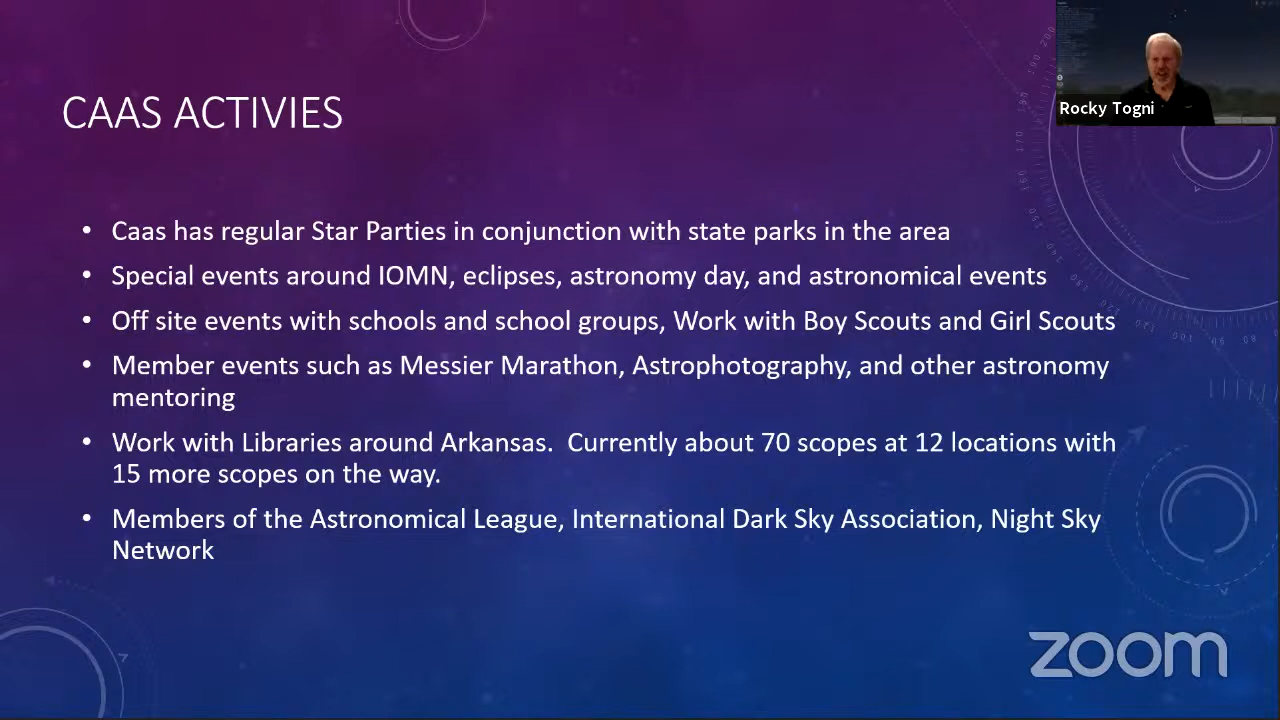 Rocky Togni
CAAS ACTIVIES
• Caas has regular Star Parties in conjunction with state parks in the area
• Special events around IOMN, eclipses, astronomy day, and astronomical events
• Off site events with schools and school groups, Work with Boy Scouts and Girl Scouts
• Member events such as Messier Marathon, Astrophotography, and other astronomy
mentoring
• Work with Libraries around Arkansas.  Currently about 70 scopes at 12 locations with
15 more scopes on the way.
• Members of the Astronomical League, International Dark Sky Association, Night Sky
Network
zoom